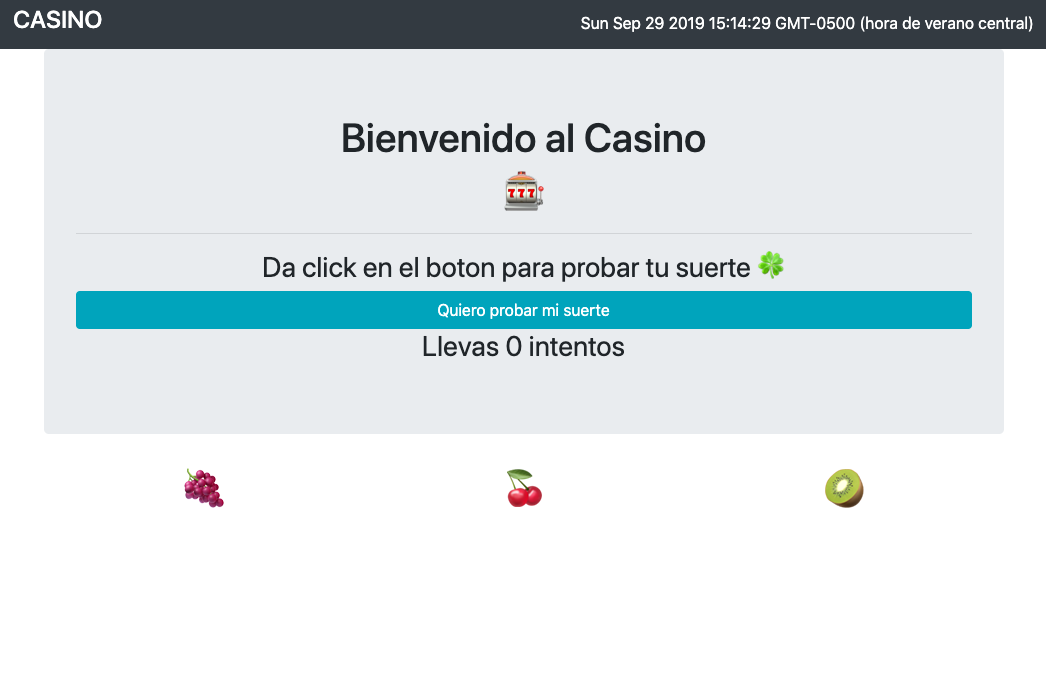 CASINO
Sun Sep 29 2019 15:14:29 GMT-0500 (hora de verano central)
Bienvenido al Casino
777
Da click en el boton para probar tu suerte
Quiero probar mi suerte
Llevas 0 intentos